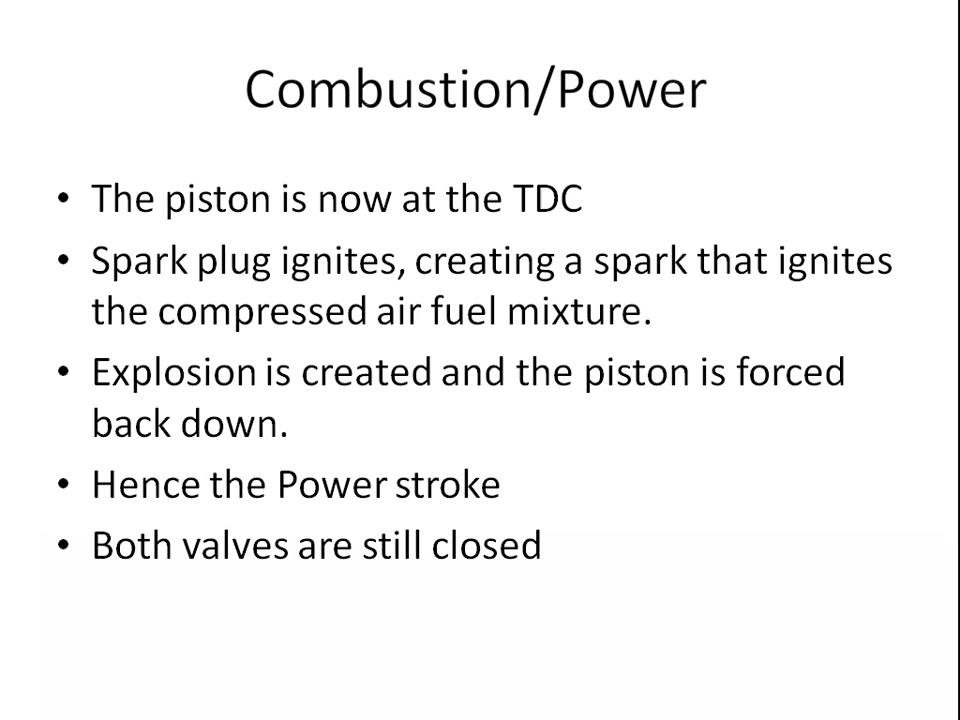 Combustion/Power
• The piston is now at the TDC
• Spark plug ignites, creating a spark that ignites
the compressed air fuel mixture.
• Explosion is created and the piston is forced
back down.
• Hence the Power stroke
• Both valves are still closed